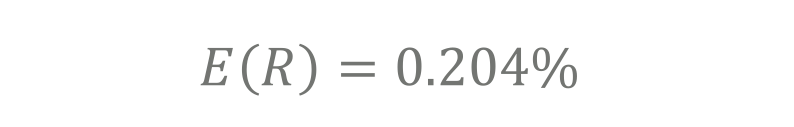 E(R) = 0.204%